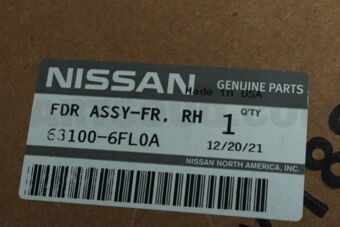 NISSAN GENUINE PARTS
Made in USA
FDR ASSY-FR, RH 1 QTY
63100-6FL0A 12/20/21
NISSAN NORTH AMERICA, INC.